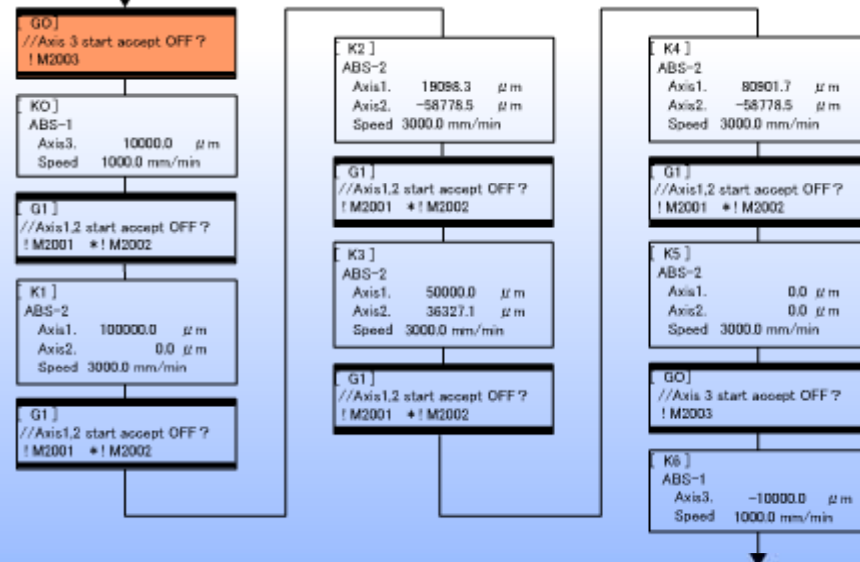 [ G0]
//Axis 3 start accept OFF?
! M2003
[ K0]
ABS-1
Axis3. 10000.0 μm
Speed 1000.0 mm/min
[ G1]
//Axis1,2 start accept OFF?
! M2001 *! M2002
[ K1 ]
ABS-2
Axis1. 100000.0 μm
Axis2. 0.0 μm
Speed 3000.0 mm/min
[ G1]
//Axis1,2 start accept OFF?
! M2001 *! M2002
[ K2 ]
ABS-2
Axis1. 19098.3 μm
Axis2. -58778.5 μm
Speed 3000.0 mm/min
[ G1]
//Axis1,2 start accept OFF?
! M2001 *! M2002
[ K3 ]
ABS-2
Axis1. 50000.0 μm
Axis2. 36327.1 μm
Speed 3000.0 mm/min
[ G1]
//Axis1,2 start accept OFF?
! M2001 *! M2002
[ K4 ]
ABS-2
Axis1. 80901.7 μm
Axis2. -58778.5 μm
Speed 3000.0 mm/min
[ G1]
//Axis1,2 start accept OFF?
! M2001 *! M2002
[ K5 ]
ABS-2
Axis1. 0.0 μm
Axis2. 0.0 μm
Speed 3000.0 mm/min
[ G0]
//Axis 3 start accept OFF?
! M2003
[ K6 ]
ABS-1
Axis3. -10000.0 μm
Speed 1000.0 mm/min